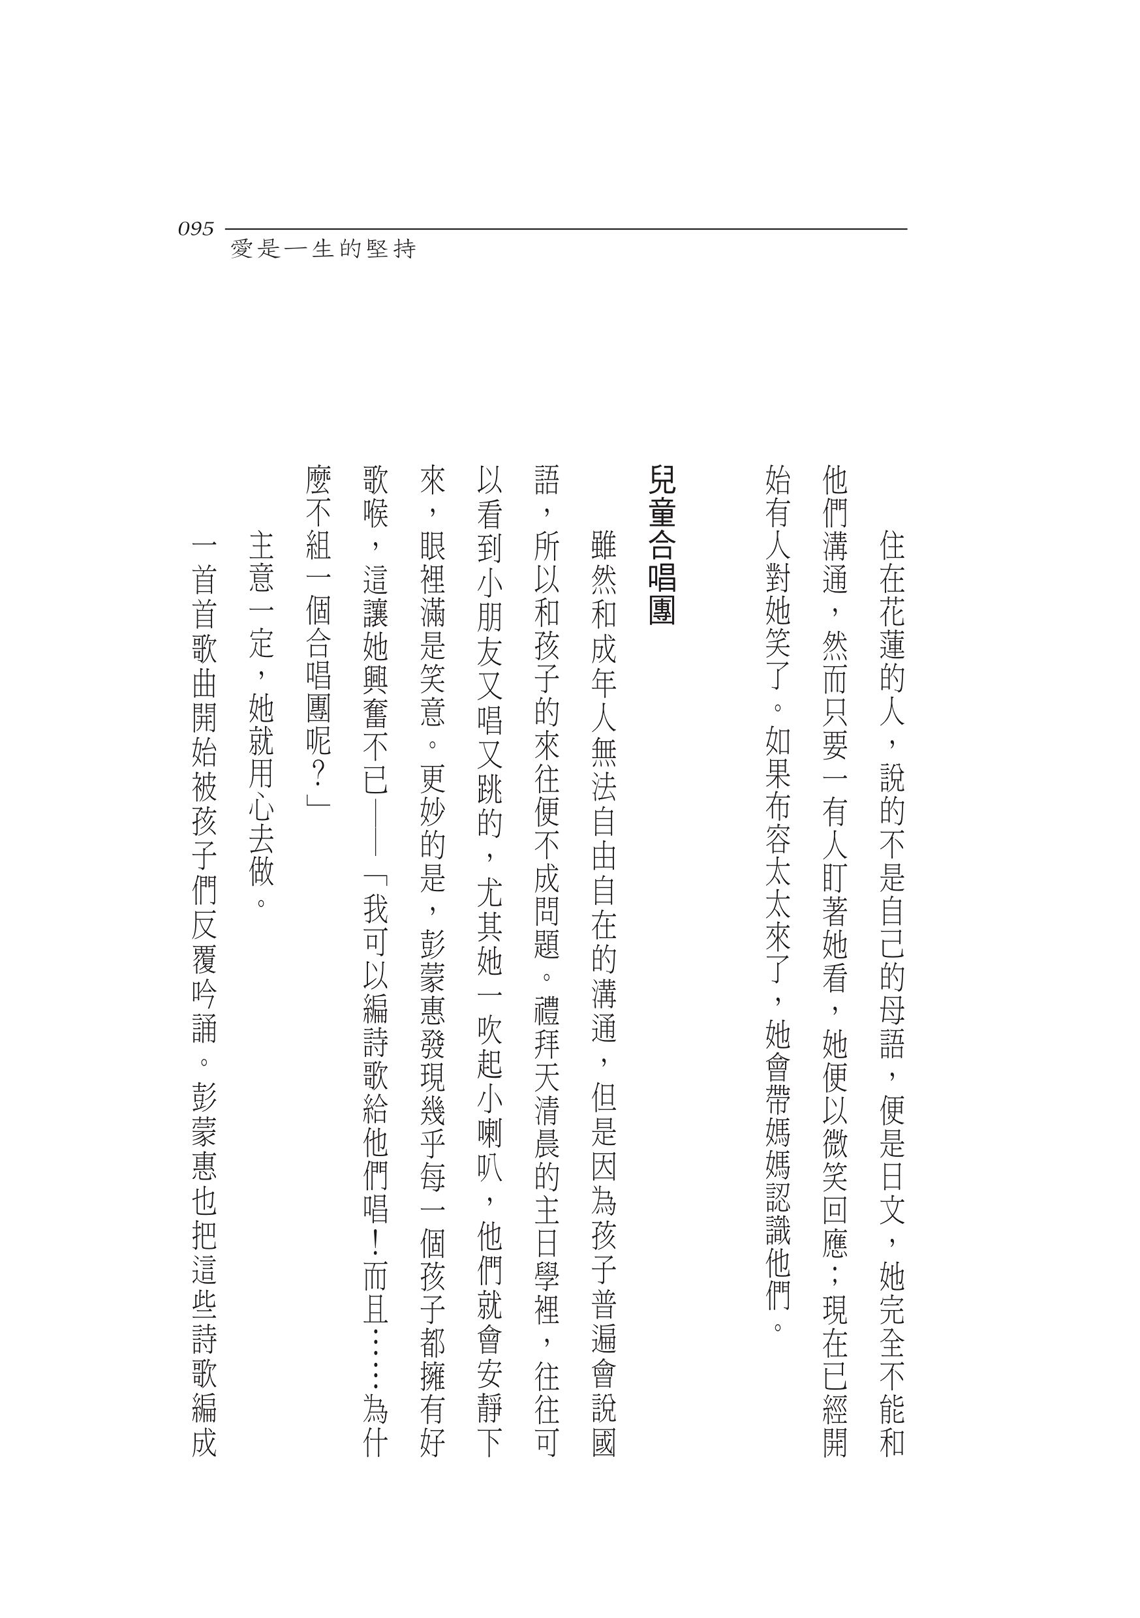 095
愛是一生的堅持
住在花蓮的人，說的不是自己的母語，便是日文，她完全不能和
他們溝通，然而只要一有人盯著她看，她便以微笑回應；現在已經開
始有人對她笑了。如果布容太太來了，她會帶媽媽認識他們。
兒童合唱團
雖然和成年人無法自由自在的溝通，但是因為孩子普遍會說國
語，所以和孩子的來往便不成問題。禮拜天清晨的主日學裡，往往可
以看到小朋友又唱又跳的，尤其她一吹起小喇叭，他們就會安靜下
來，眼裡滿是笑意。更妙的是，彭蒙惠發現幾乎每一個孩子都擁有好
歌喉，這讓她興奮不已——「我可以編詩歌給他們唱！而且……為什
麼不組一個合唱團呢？」
主意一定，她就用心去做。
一首首歌曲開始被孩子們反覆吟誦。彭蒙惠也把這些詩歌編成